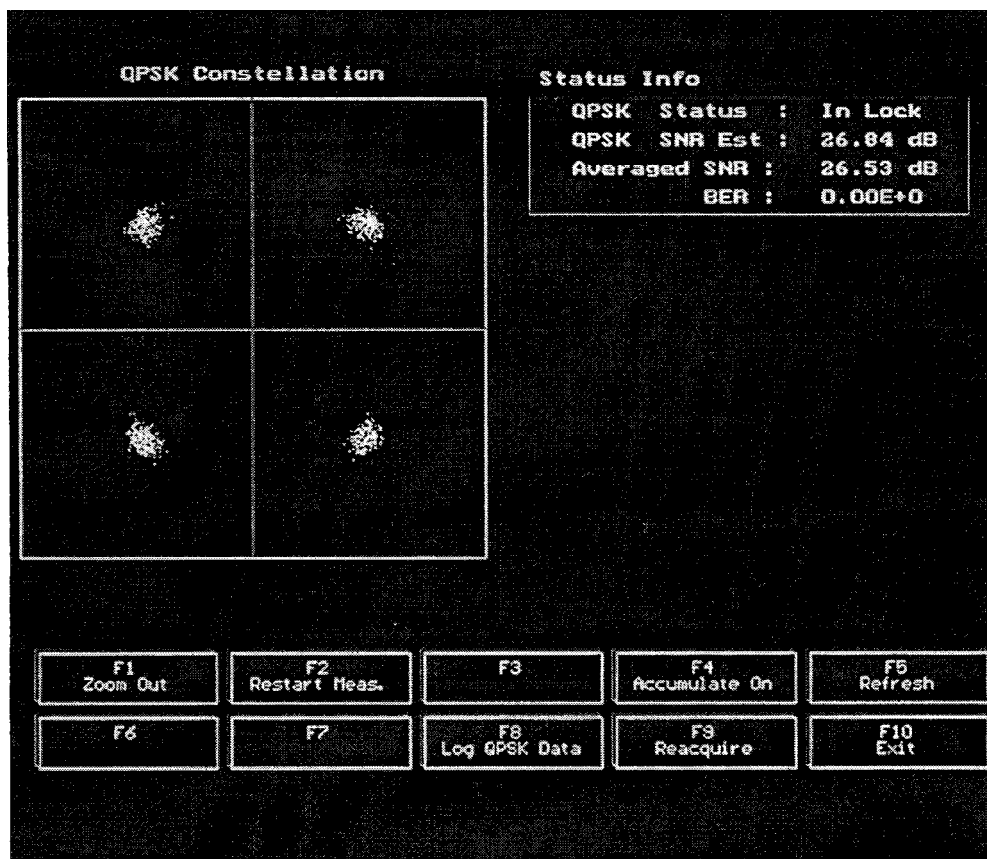 QPSK Constellation
Status Info
QPSK Status : In Lock
QPSK SNR Est : 26.84 dB
Averaged SNR : 26.53 dB
BER : 0.00E+0
F1
Zoom Out
F2
Restart Meas.
F3
F4
Accumulate On
F5
Refresh
F6
F7
F8
Log QPSK Data
F9
Reacquire
F10
Exit